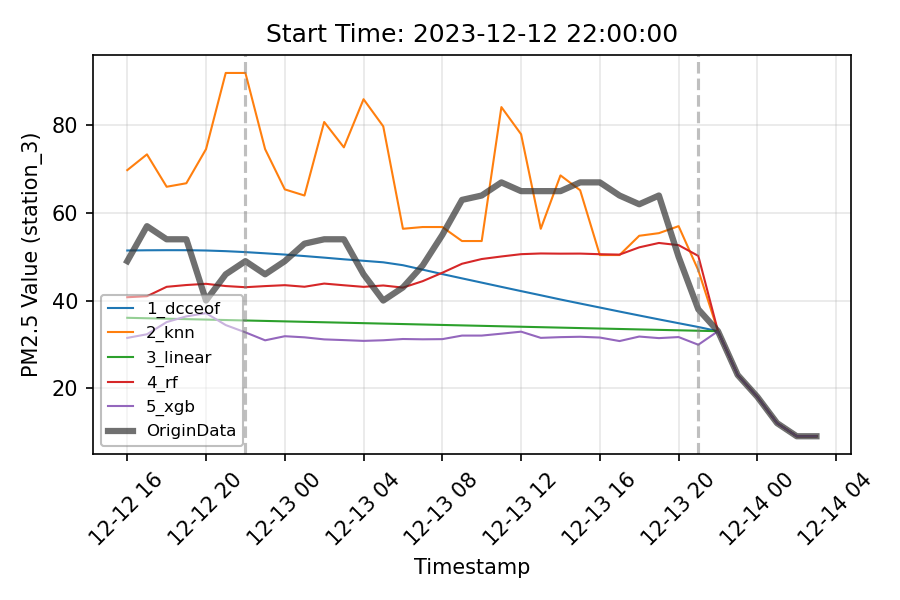 Start Time: 2023-12-12 22:00:00
PM2.5 Value (station_3)
80
60
40
20
1_dcceof
2_knn
3_linear
4_rf
5_xgb
OriginData
12-12 16
12-12 20
12-13 00
12-13 04
12-13 08
12-13 12
12-13 16
12-13 20
12-14 00
12-14 04
Timestamp